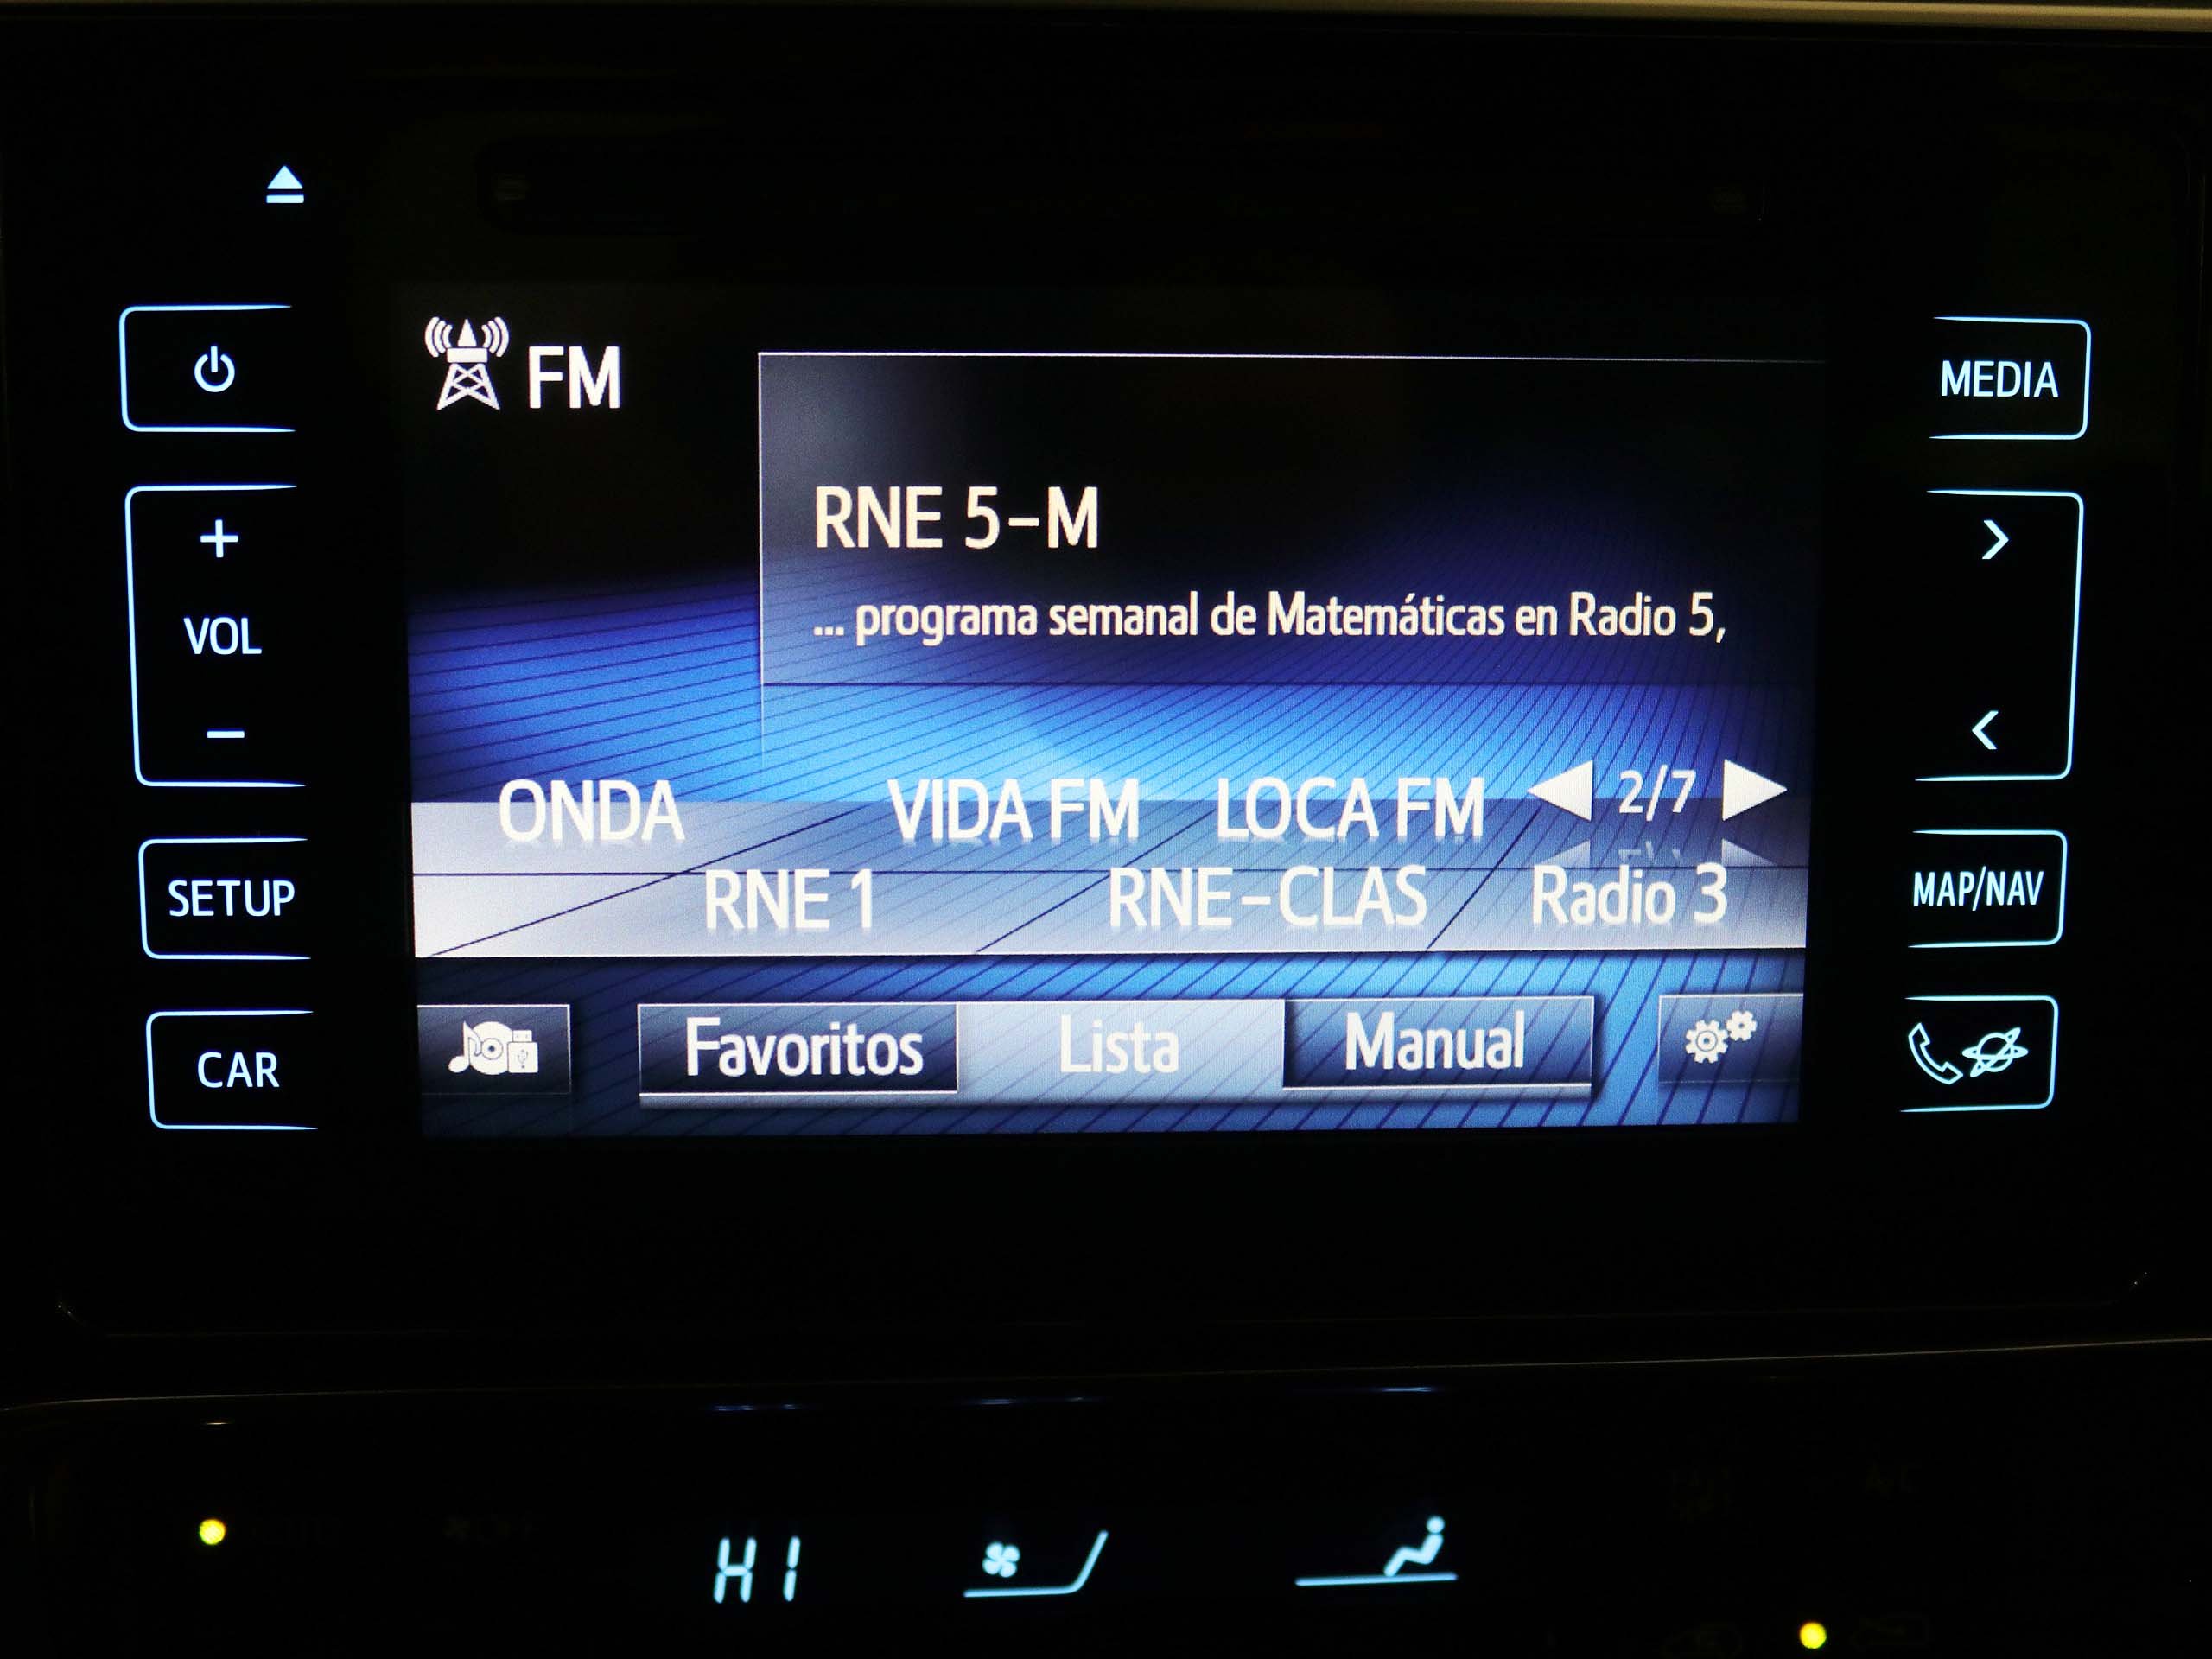 FM
MEDIA
RNE 5-M
+
VOL
-
... programa semanal de Matemáticas en Radio 5,
ONDA VIDA FM LOCA FM 2/7
SETUP
RNE 1 RNE-CLAS Radio 3
MAP/NAV
CAR
Favoritos Lista Manual
HI